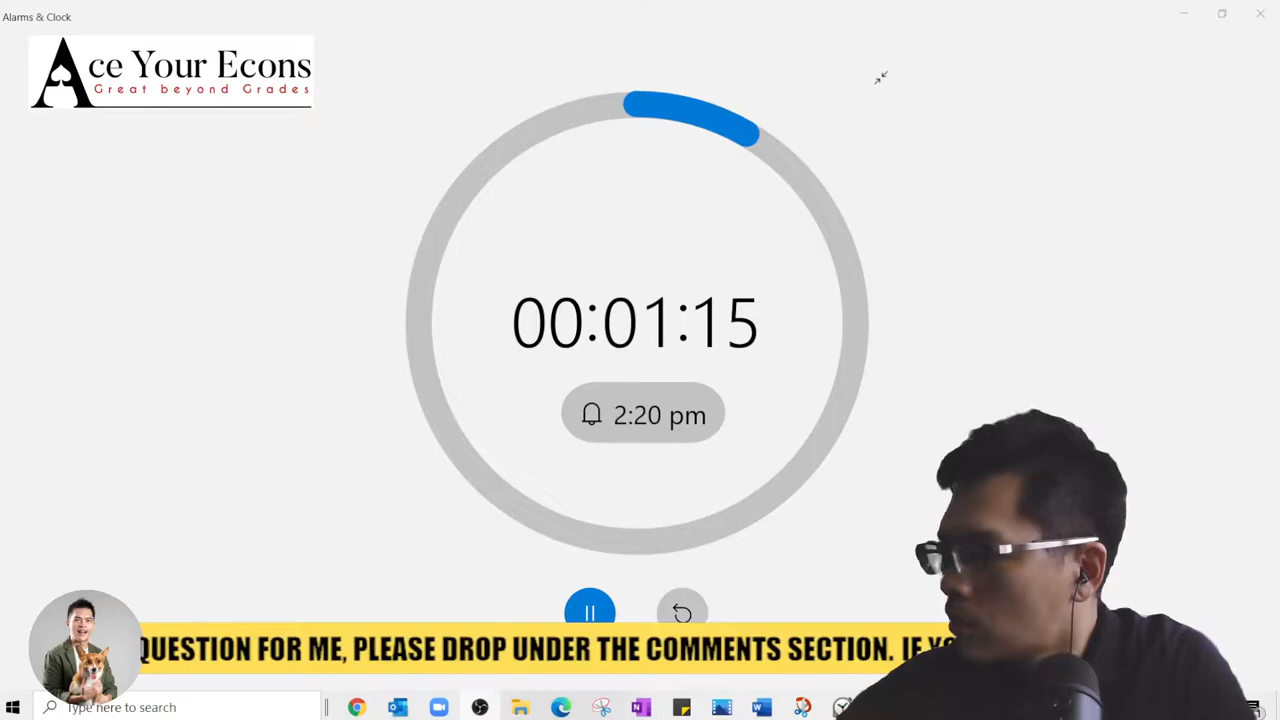 Alarms & Clock
Ace Your Econs
Great beyond Grades
00:01:15
2:20 pm
QUESTION FOR ME, PLEASE DROP UNDER THE COMMENTS SECTION. IF
Type here to search